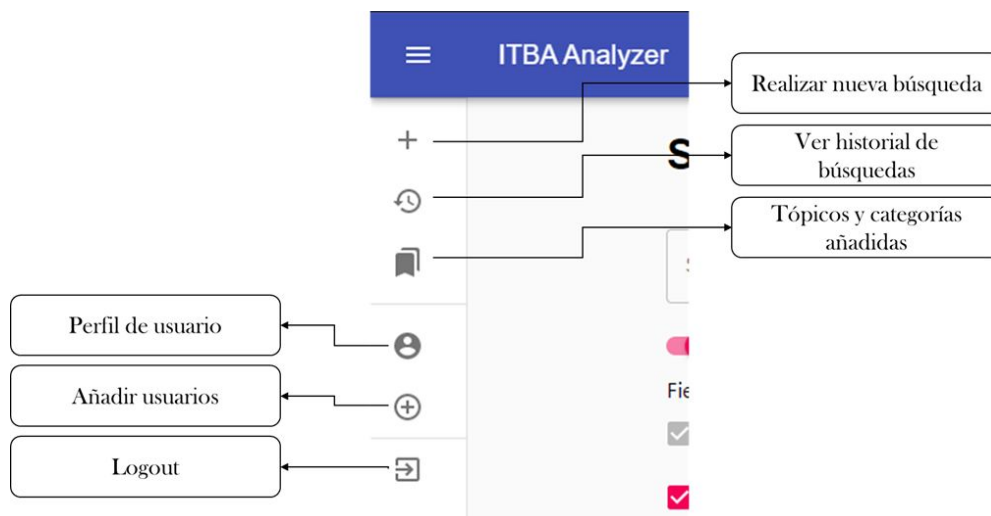 ITBA Analyzer
Realizar nueva búsqueda
Ver historial de
búsquedas
Tópicos y categorías
añadidas
S
Perfil de usuario
Añadir usuarios
Fie
Logout